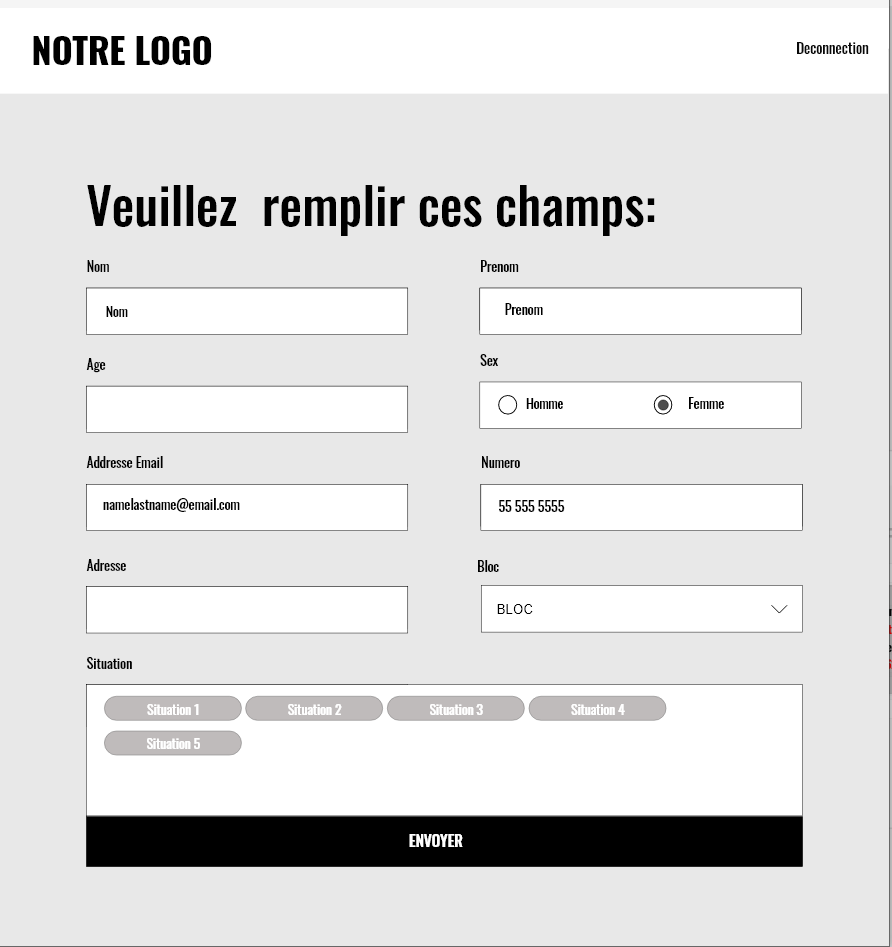 NOTRE LOGO
Deconnection
Veuillez remplir ces champs:
Nom
Prenom
Nom
Prenom
Age
Sex
Homme
Femme
Addresse Email
Numero
namelastname@email.com
55 555 5555
Adresse
Bloc
BLOC
Situation
Situation 1
Situation 2
Situation 3
Situation 4
Situation 5
ENVOYER